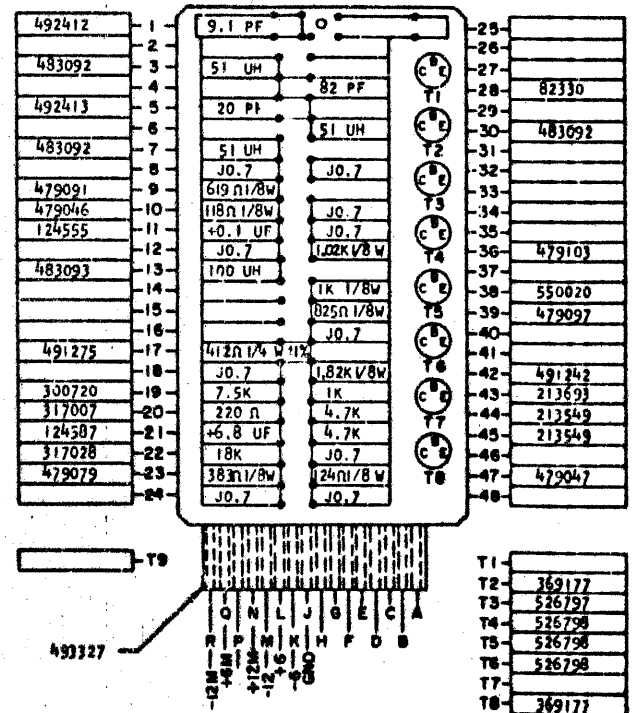 492412 1 9.1 PF 25
2 26
483092 3 51 UH C B E 27
4 82 PF T1 28 82330
492413 5 20 PF 29
6 51 UH C B E 30 483092
483092 7 51 UH T2 31
8 J0.7 J0.7 32
479091 9 619Ω 1/8W C B E 33
479046 10 118Ω 1/8W J0.7 T3 34
124555 11 +0.1 UF J0.7 C B E 35
12 J0.7 1.02K 1/8W T4 36 479103
483093 13 100 UH 37
14 1K 1/8W C B E 38 550020
15 825Ω 1/8W T5 39 479097
16 J0.7 C B E 40
491275 17 412Ω 1/4 W ±1% 41
18 J0.7 1.82K 1/8W T6 42 491242
300720 19 7.5K 1K C B E 43 213693
317007 20 220 Ω 4.7K T7 44 213549
124587 21 +6.8 UF 4.7K 45 213549
317028 22 18K J0.7 C B E 46
479079 23 383Ω 1/8W 124Ω 1/8 W T8 47 479047
24 J0.7 J0.7 48
T9
R Q P N M L K J H G F E D C B A
-12M +6M +12M -12 +6 -6 GND
493327
T1
T2 369177
T3 526797
T4 526798
T5 526798
T6 526798
T7
T8 369177